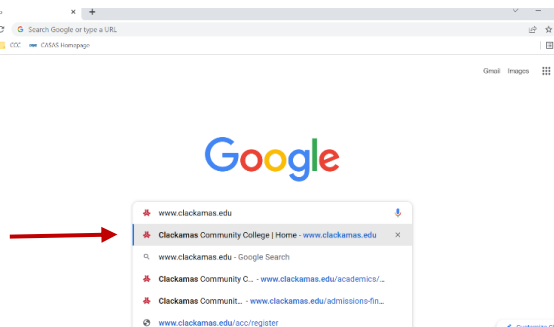 Search Google or type a URL
CCC CASAS Homepage
Gmail Images
Google
www.clackamas.edu
Clackamas Community College | Home - www.clackamas.edu
www.clackamas.edu - Google Search
Clackamas Community C... - www.clackamas.edu/academics/...
Clackamas Communit... - www.clackamas.edu/admissions-fin...
www.clackamas.edu/acc/register